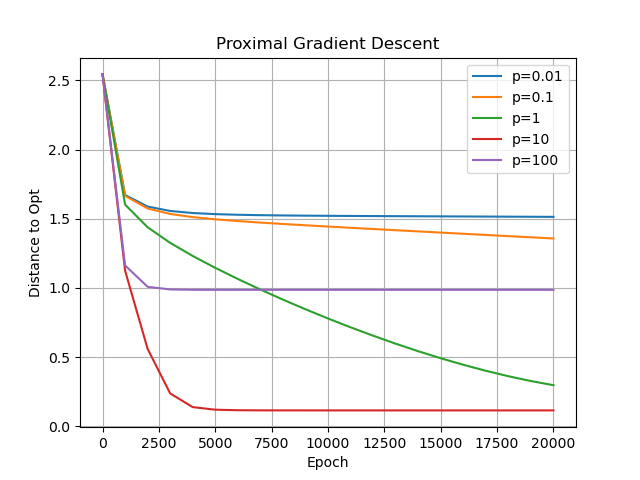 Proximal Gradient Descent
Distance to Opt
2.5
2.0
1.5
1.0
0.5
0.0
p=0.01
p=0.1
p=1
p=10
p=100
0 2500 5000 7500 10000 12500 15000 17500 20000
Epoch